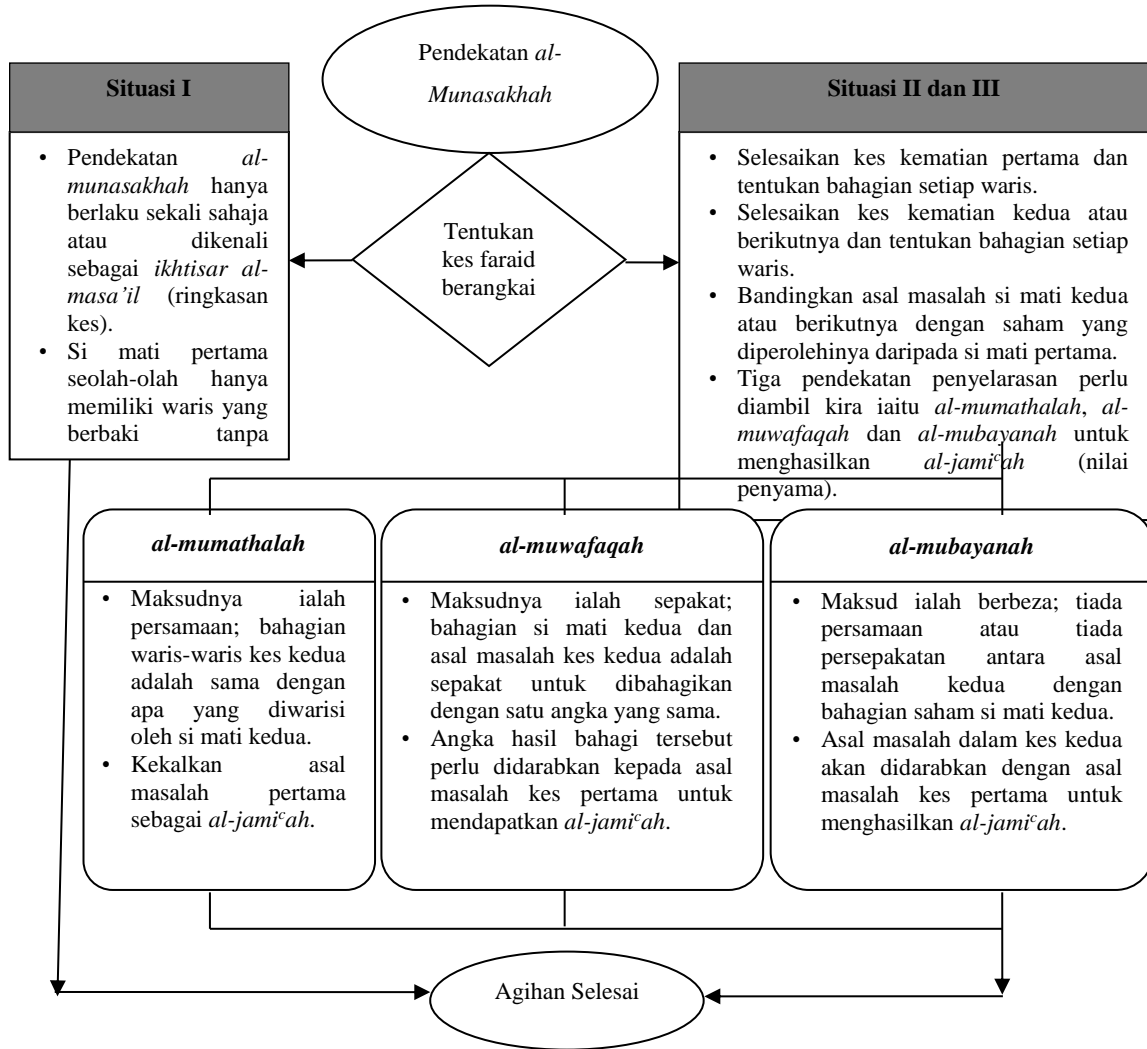 Pendekatan al-
Munasakhah
Situasi I
• Pendekatan al-
munasakhah hanya
berlaku sekali sahaja
atau dikenali
sebagai ikhtisar al-
masa’il (ringkasan
kes).
• Si mati pertama
seolah-olah hanya
memiliki waris yang
berbaki tanpa
Tentukan
kes faraid
berangkai
Situasi II dan III
• Selesaikan kes kematian pertama dan
tentukan bahagian setiap waris.
• Selesaikan kes kematian kedua atau
berikutnya dan tentukan bahagian setiap
waris.
• Bandingkan asal masalah si mati kedua
atau berikutnya dengan saham yang
diperolehinya daripada si mati pertama.
• Tiga pendekatan penyelarasan perlu
diambil kira iaitu al-mumathalah, al-
muwafaqah dan al-mubayanah untuk
menghasilkan al-jamiᶜah (nilai
penyama).
al-mumathalah
• Maksudnya ialah
persamaan; bahagian
waris-waris kes kedua
adalah sama dengan
apa yang diwarisi
oleh si mati kedua.
• Kekalkan asal
masalah pertama
sebagai al-jamiᶜah.
al-muwafaqah
• Maksudnya ialah sepakat;
bahagian si mati kedua dan
asal masalah kes kedua adalah
sepakat untuk dibahagikan
dengan satu angka yang sama.
• Angka hasil bahagi tersebut
perlu didarabkan kepada asal
masalah kes pertama untuk
mendapatkan al-jamiᶜah.
al-mubayanah
• Maksud ialah berbeza; tiada
persamaan atau tiada
persepakatan antara asal
masalah kedua dengan
bahagian saham si mati kedua.
• Asal masalah dalam kes kedua
akan didarabkan dengan asal
masalah kes pertama untuk
menghasilkan al-jamiᶜah.
Agihan Selesai